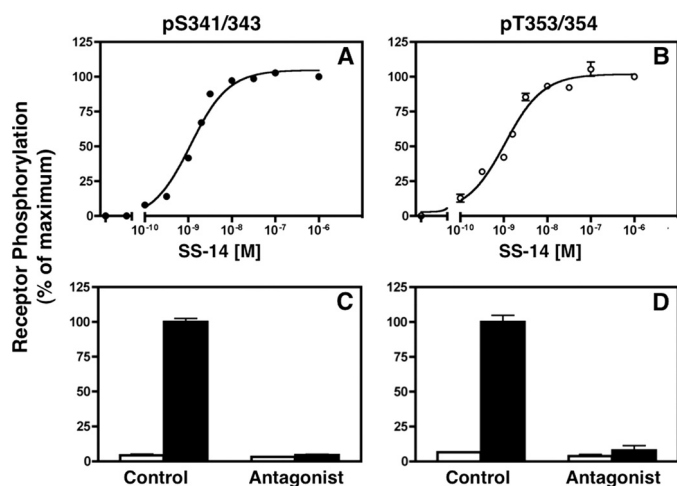 pS341/343
pT353/354
Receptor Phosphorylation
(% of maximum)
A
125
100
75
50
25
0
10⁻¹⁰ 10⁻⁹ 10⁻⁸ 10⁻⁷ 10⁻⁶
SS-14 [M]
B
125
100
75
50
25
0
10⁻¹⁰ 10⁻⁹ 10⁻⁸ 10⁻⁷ 10⁻⁶
SS-14 [M]
C
125
100
75
50
25
0
Control Antagonist
D
125
100
75
50
25
0
Control Antagonist